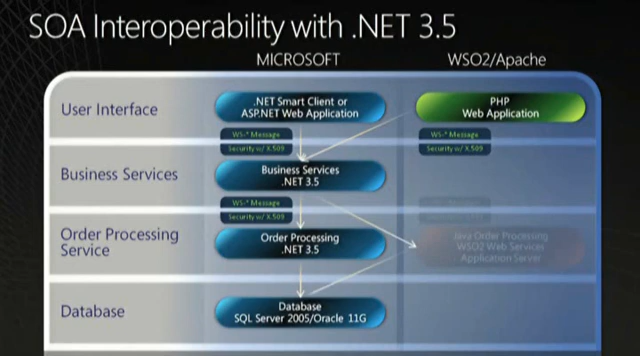 SOA Interoperability with .NET 3.5
MICROSOFT
WSO2/Apache
User Interface
.NET Smart Client or
ASP.NET Web Application
PHP
Web Application
WS-* Message
Security w/ X.509
WS-* Message
Security w/ X.509
Business Services
Business Services
.NET 3.5
WS-* Message
Security w/ X.509
Order Processing
Service
Order Processing
.NET 3.5
Java Order Processing
WSO2 Web Services
Application Server
Database
Database
SQL Server 2005/Oracle 11G